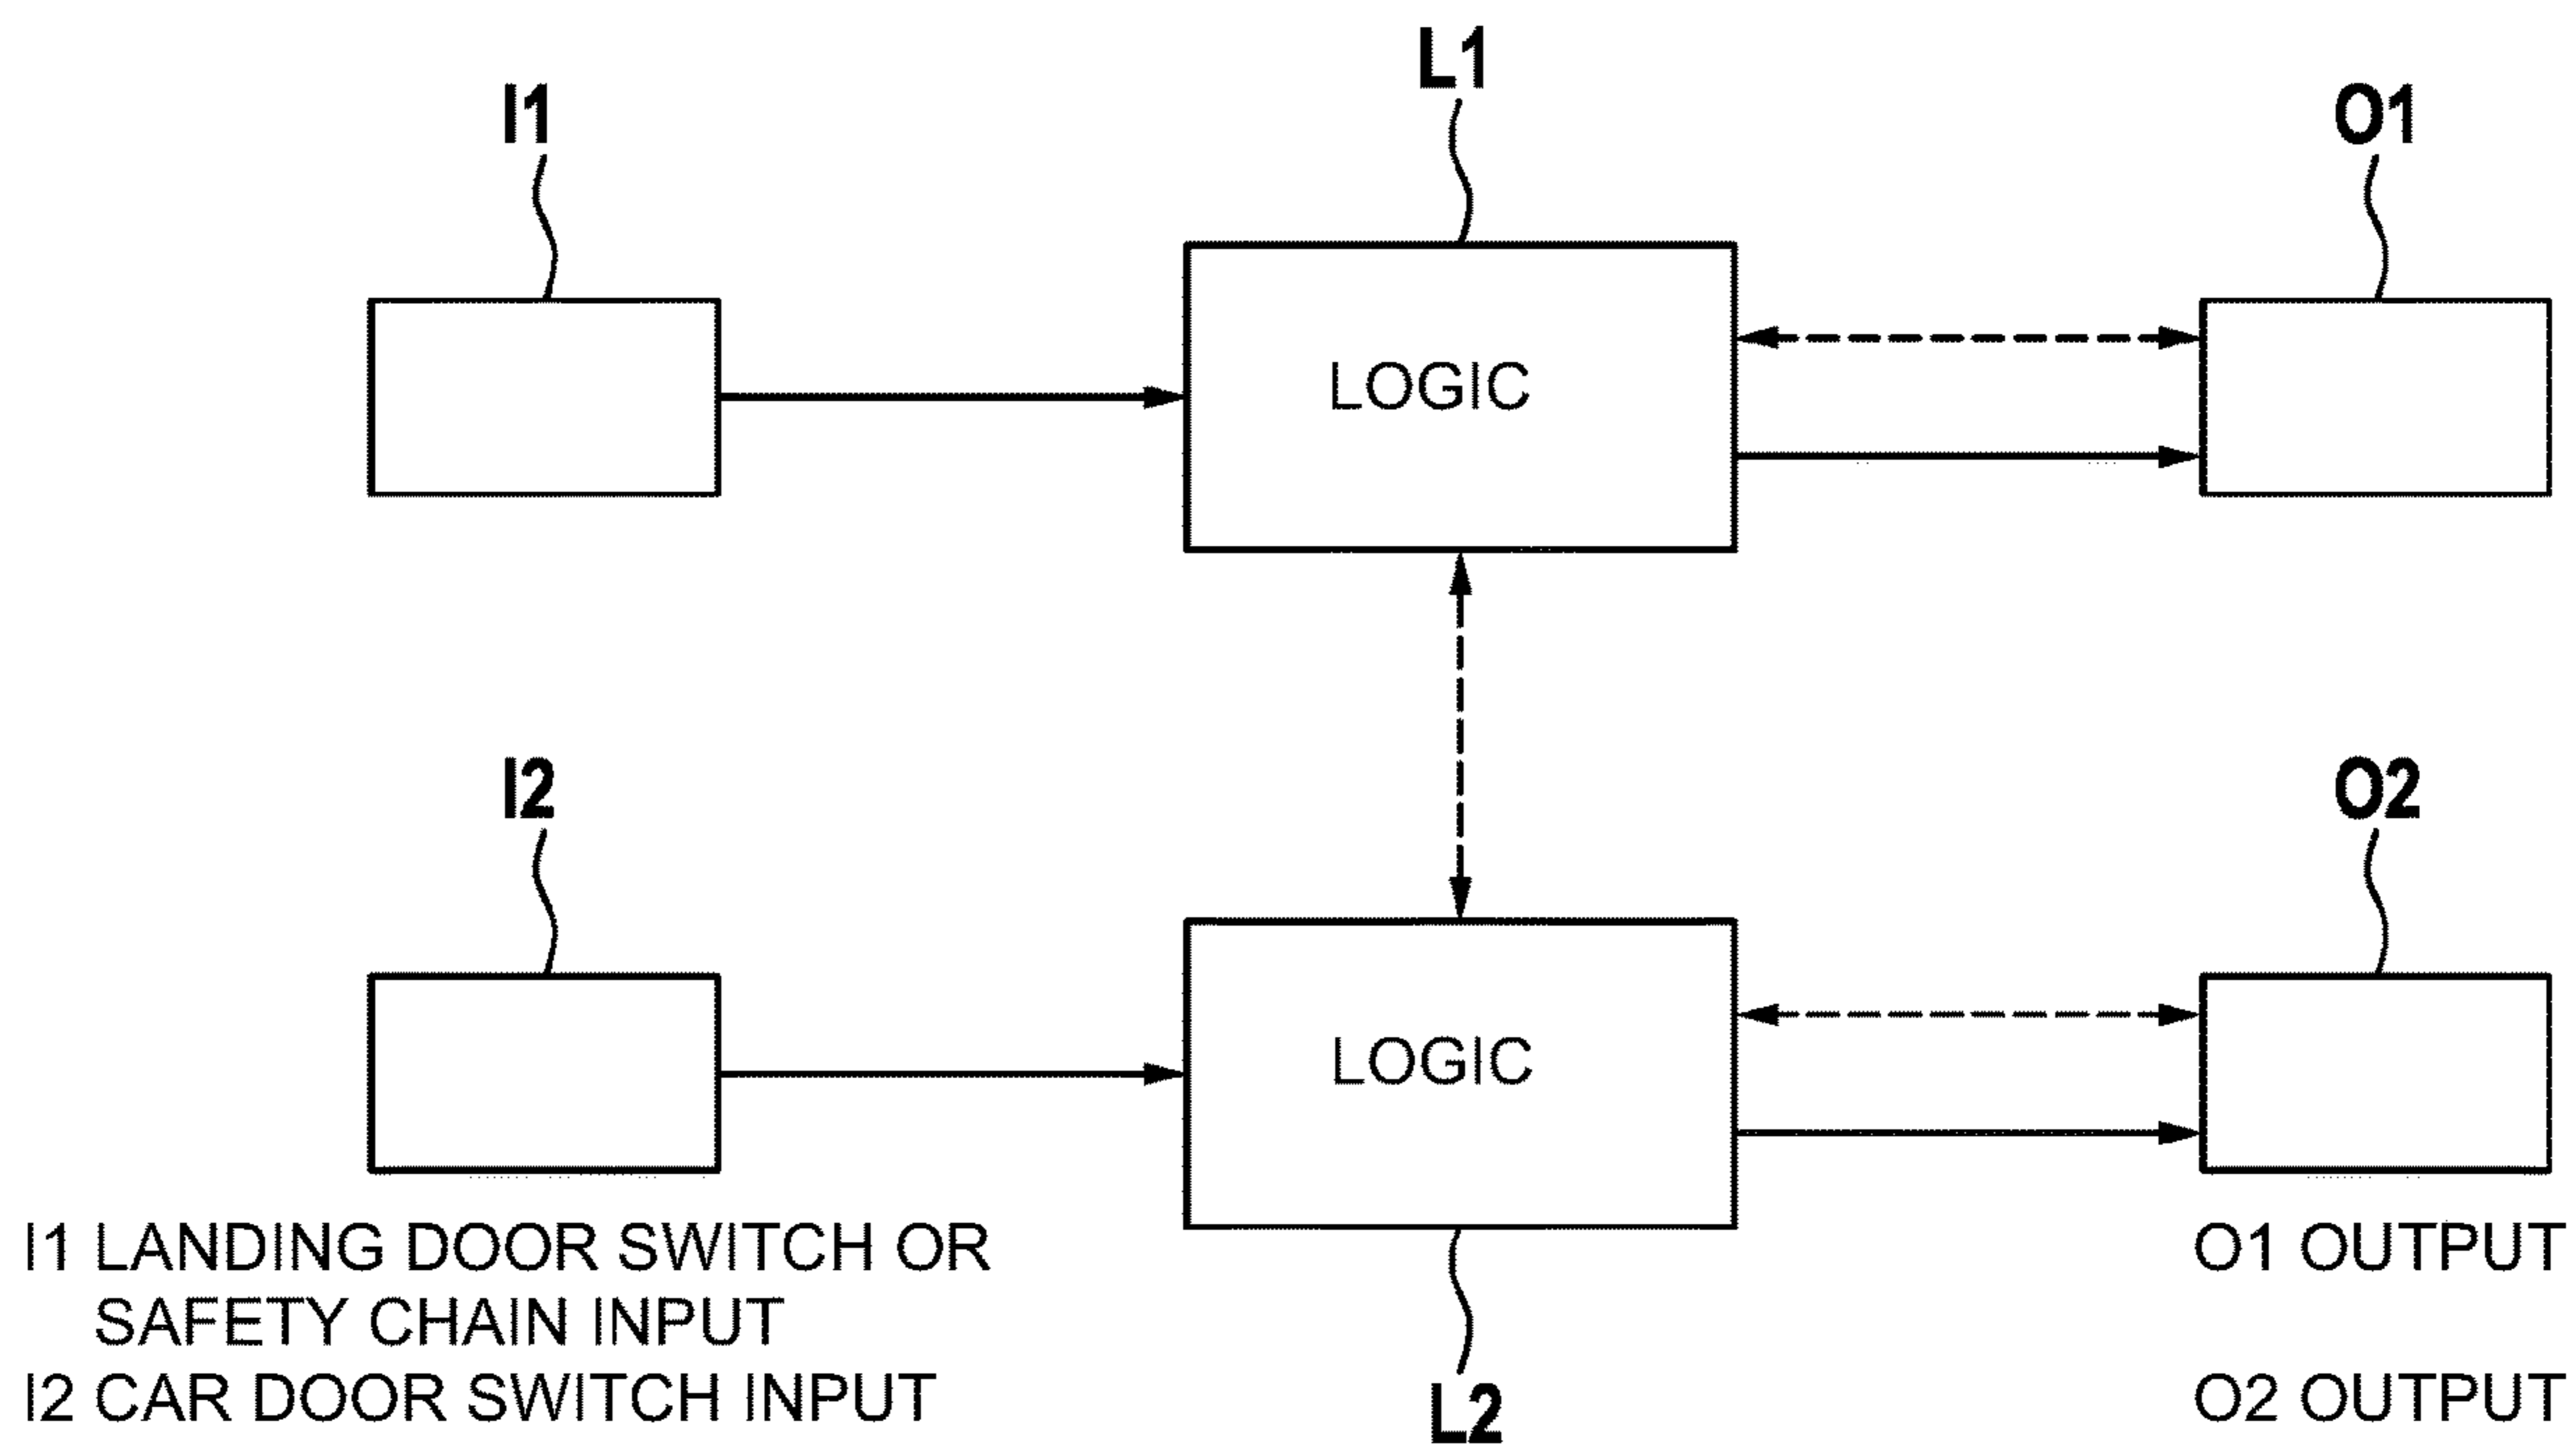 L1
I1
O1
LOGIC
I2
O2
LOGIC
I1 LANDING DOOR SWITCH OR
SAFETY CHAIN INPUT
I2 CAR DOOR SWITCH INPUT
O1 OUTPUT
O2 OUTPUT
L2